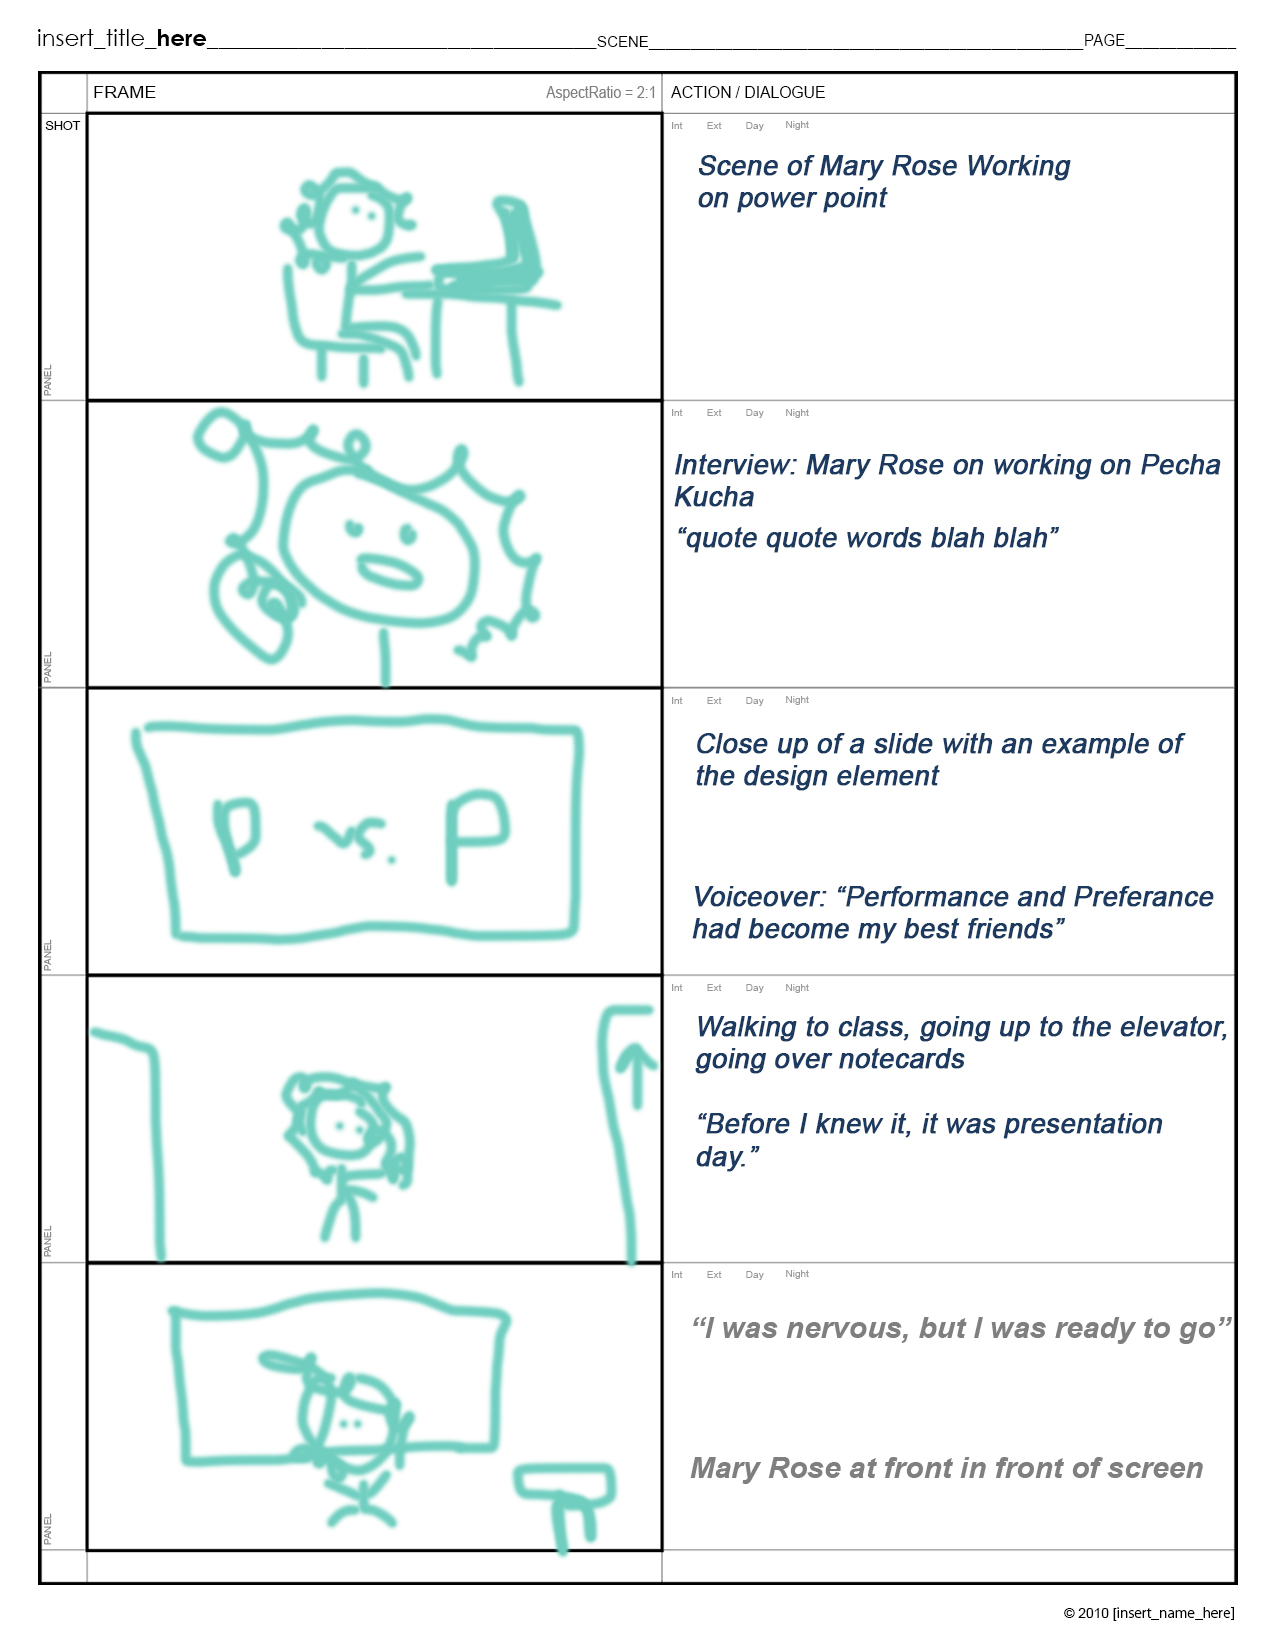 insert_title_here SCENE PAGE
FRAME AspectRatio = 2:1 ACTION / DIALOGUE
SHOT Int Ext Day Night
Scene of Mary Rose Working
on power point
PANEL
Int Ext Day Night
Interview: Mary Rose on working on Pecha
Kucha
“quote quote words blah blah”
PANEL
Int Ext Day Night
Close up of a slide with an example of
the design element
P vs. P
Voiceover: “Performance and Preferance
had become my best friends”
PANEL
Int Ext Day Night
Walking to class, going up to the elevator,
going over notecards
“Before I knew it, it was presentation
day.”
PANEL
Int Ext Day Night
“I was nervous, but I was ready to go”
Mary Rose at front in front of screen
PANEL
© 2010 [insert_name_here]